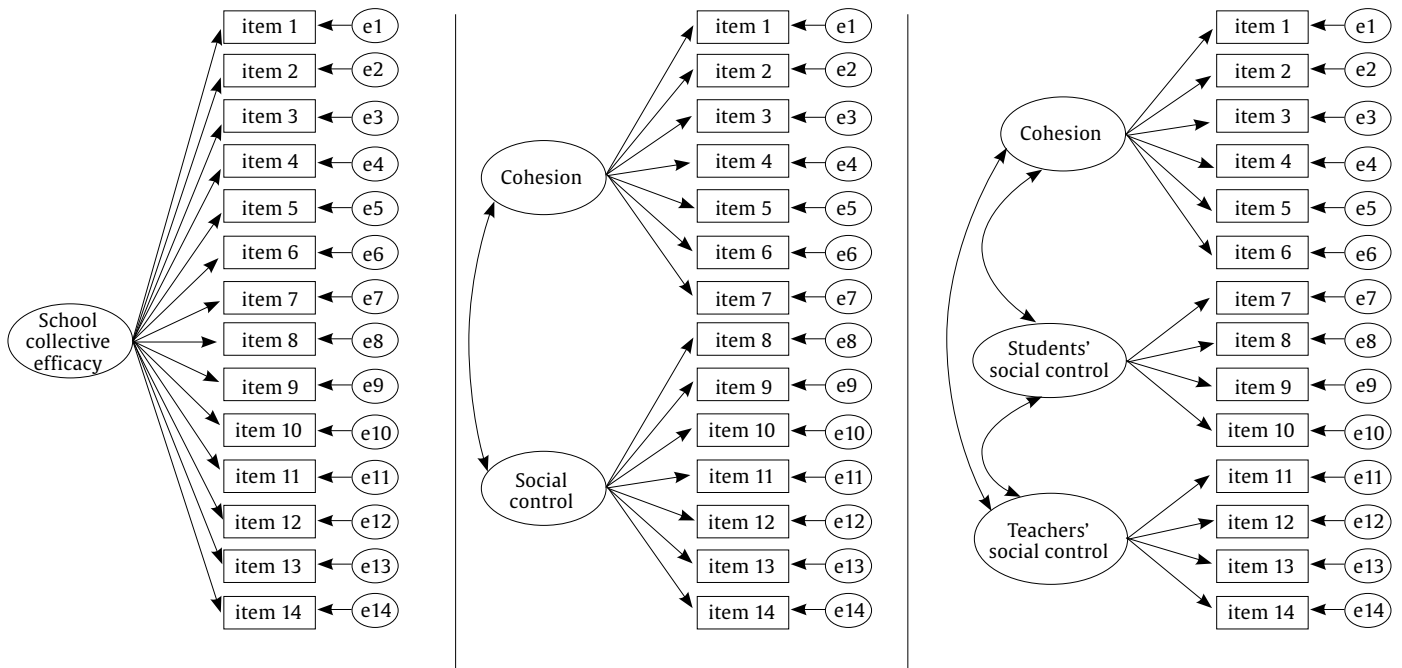 item 1
e1
item 2
e2
item 3
e3
item 4
e4
item 5
e5
item 6
e6
item 7
e7
School
collective
efficacy
item 8
e8
item 9
e9
item 10
e10
item 11
e11
item 12
e12
item 13
e13
item 14
e14
Cohesion
item 1
e1
item 2
e2
item 3
e3
item 4
e4
item 5
e5
item 6
e6
item 7
e7
Social
control
item 8
e8
item 9
e9
item 10
e10
item 11
e11
item 12
e12
item 13
e13
item 14
e14
Cohesion
item 1
e1
item 2
e2
item 3
e3
item 4
e4
item 5
e5
item 6
e6
Students’
social control
item 7
e7
item 8
e8
item 9
e9
item 10
e10
Teachers’
social control
item 11
e11
item 12
e12
item 13
e13
item 14
e14